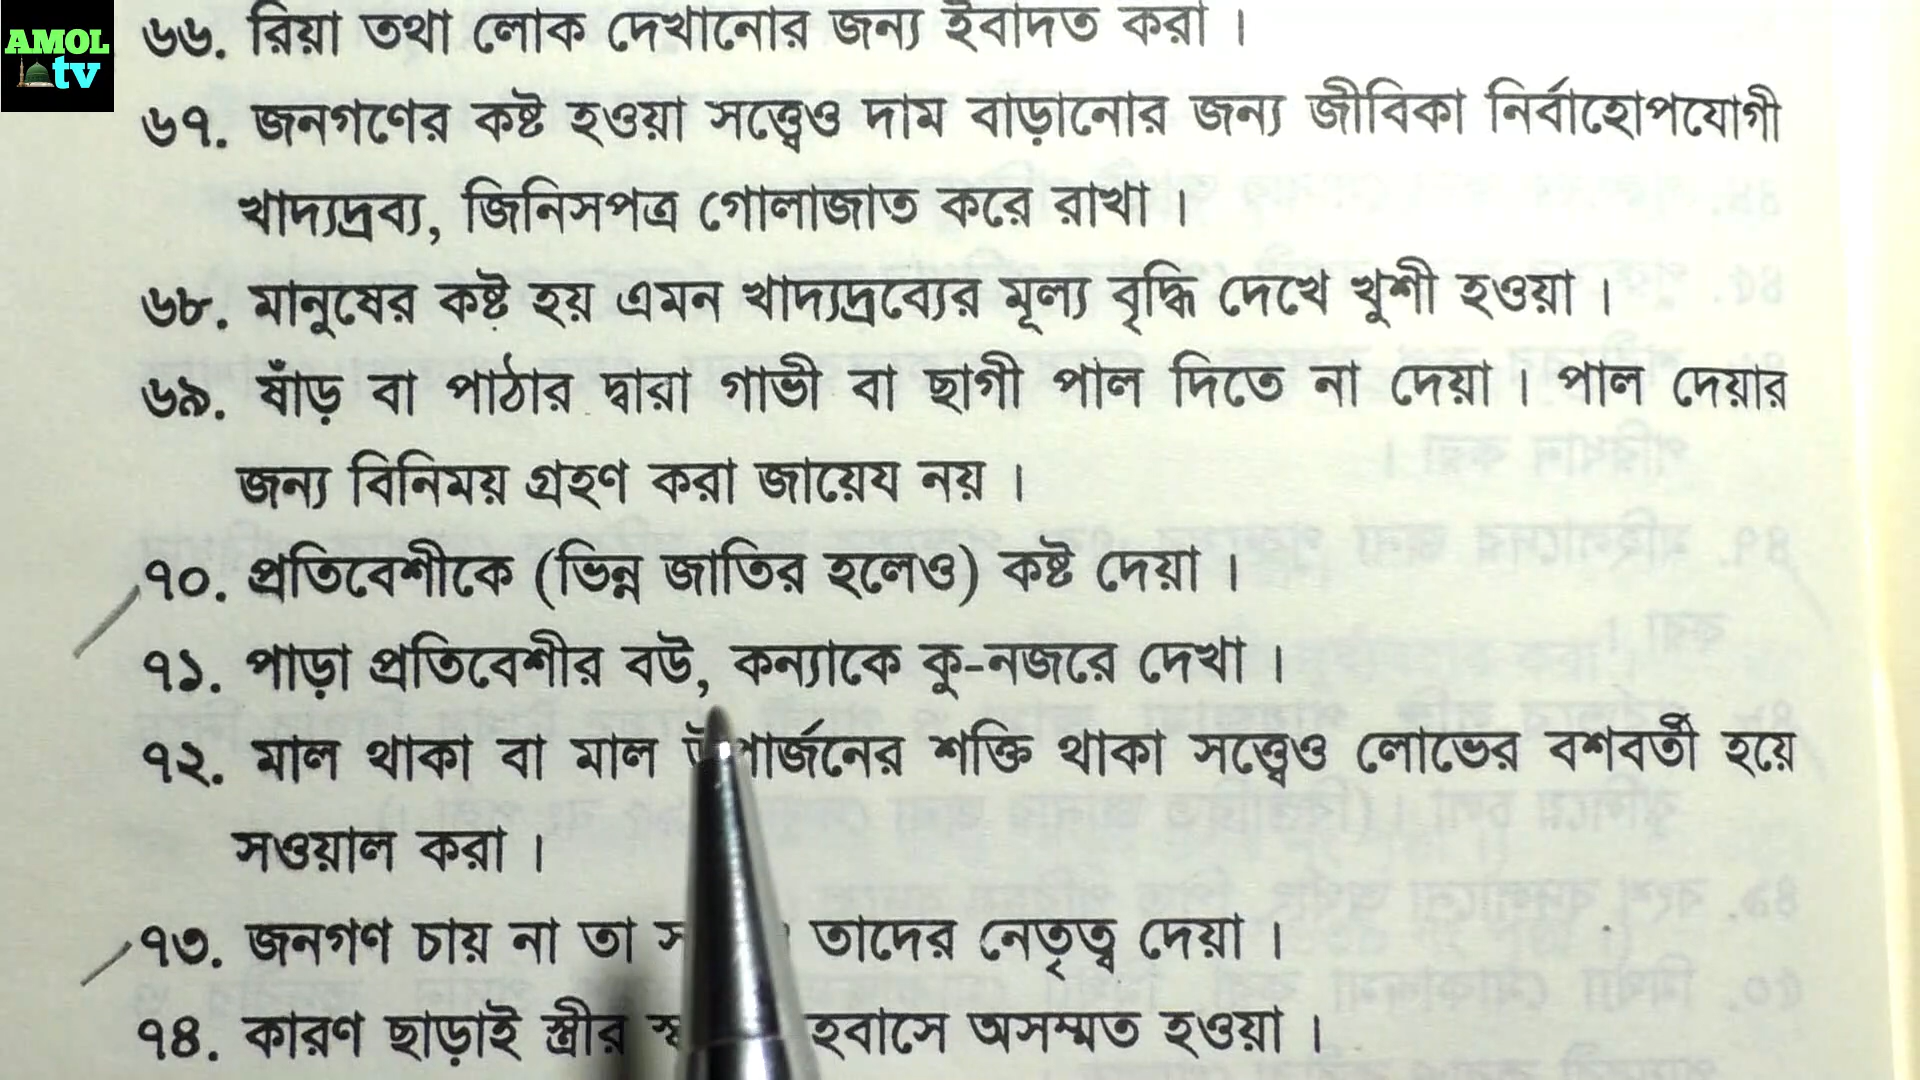 AMOL
tv
৬৬. রিয়া তথা লোক দেখানোর জন্য ইবাদত করা ।
৬৭. জনগণের কষ্ট হওয়া সত্ত্বেও দাম বাড়ানোর জন্য জীবিকা নির্বাহোপযোগী
খাদ্যদ্রব্য, জিনিসপত্র গোলাজাত করে রাখা ।
৬৮. মানুষের কষ্ট হয় এমন খাদ্যদ্রব্যের মূল্য বৃদ্ধি দেখে খুশী হওয়া ।
৬৯. ষাঁড় বা পাঠার দ্বারা গাভী বা ছাগী পাল দিতে না দেয়া । পাল দেয়ার
জন্য বিনিময় গ্রহণ করা জায়েয নয় ।
৭০. প্রতিবেশীকে (ভিন্ন জাতির হলেও) কষ্ট দেয়া ।
৭১. পাড়া প্রতিবেশীর বউ, কন্যাকে কু-নজরে দেখা ।
৭২. মাল থাকা বা মাল উপার্জনের শক্তি থাকা সত্ত্বেও লোভের বশবর্তী হয়ে
সওয়াল করা ।
৭৩. জনগণ চায় না তা তাদের নেতৃত্ব দেয়া ।
৭৪. কারণ ছাড়াই স্ত্রীর অসম্মত হওয়া ।